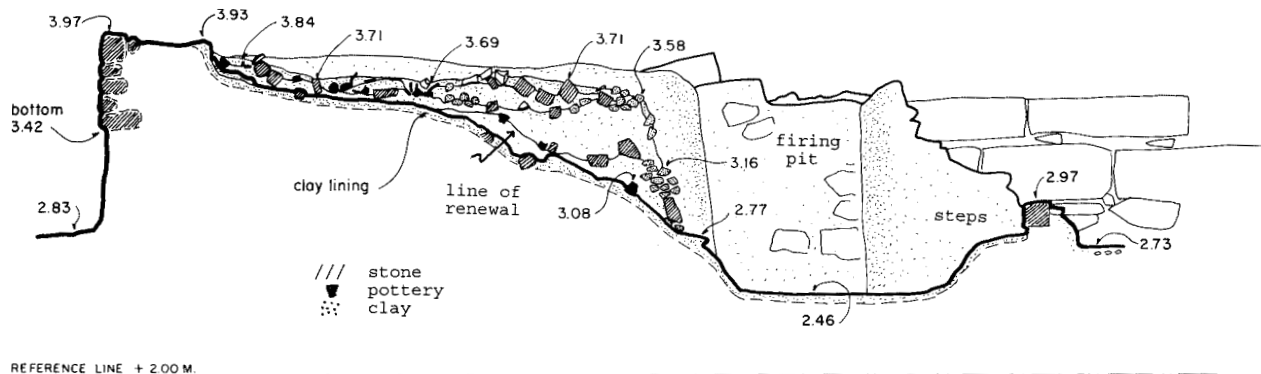 3.97
3.93
3.84
3.71
3.69
3.71
3.58
bottom
3.42
firing
pit
3.16
clay lining
line of
renewal
2.97
3.08
2.77
steps
2.83
2.73
stone
pottery
clay
2.46
REFERENCE LINE + 2.00 M.